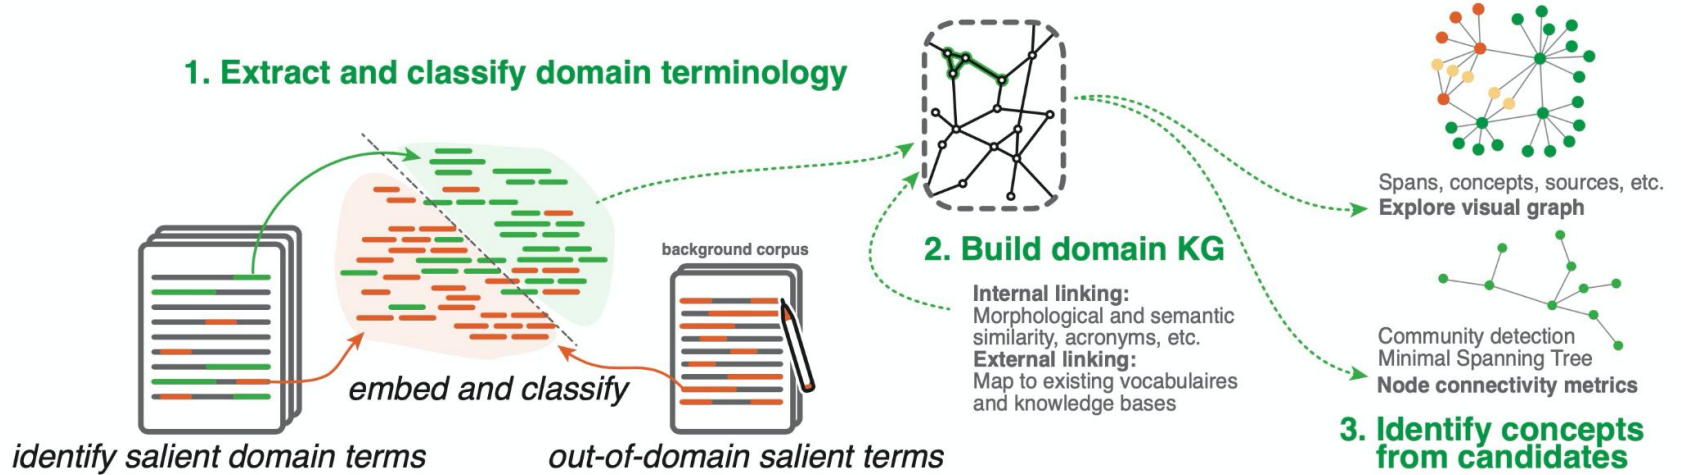 1. Extract and classify domain terminology
background corpus
embed and classify
identify salient domain terms
out-of-domain salient terms
2. Build domain KG
Internal linking:
Morphological and semantic
similarity, acronyms, etc.
External linking:
Map to existing vocabulaires
and knowledge bases
Spans, concepts, sources, etc.
Explore visual graph
Community detection
Minimal Spanning Tree
Node connectivity metrics
3. Identify concepts
from candidates